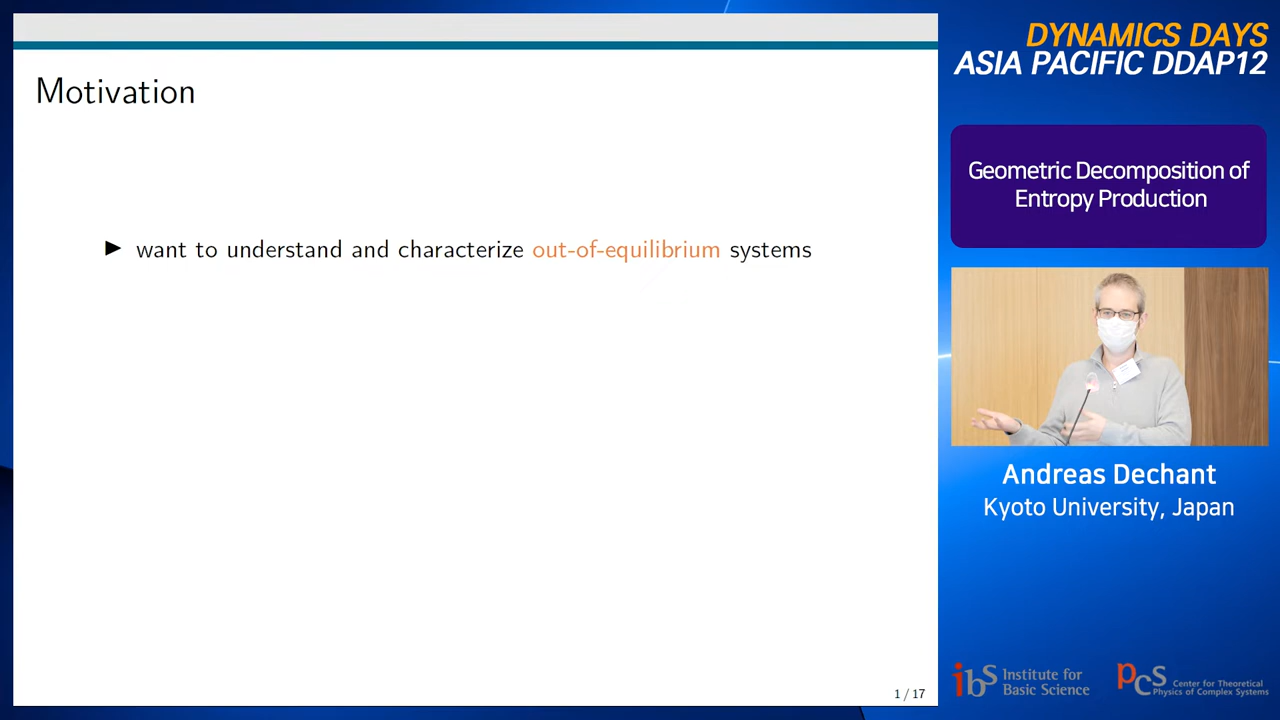 Motivation
want to understand and characterize out-of-equilibrium systems
1 / 17
DYNAMICS DAYS
ASIA PACIFIC DDAP12
Geometric Decomposition of
Entropy Production
Andreas Dechant
Kyoto University, Japan
ibS Institute for
Basic Science
pcs Center for Theoretical
Physics of Complex Systems